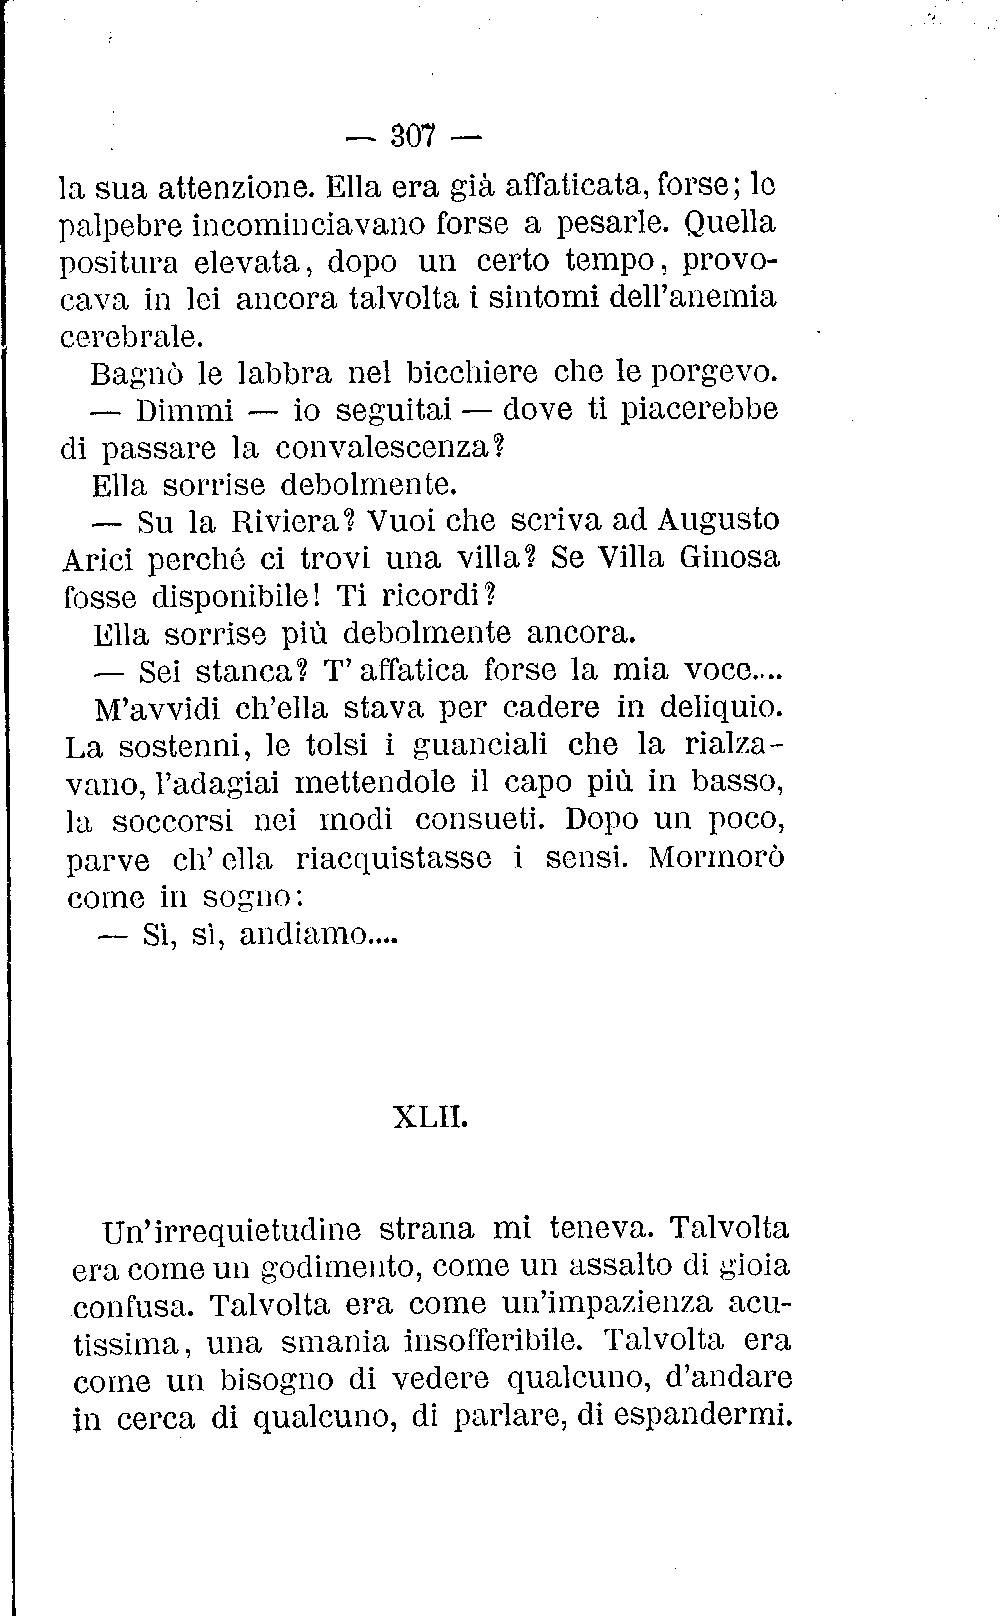 — 307 —
la sua attenzione. Ella era già affaticata, forse; le
palpebre incominciavano forse a pesarle. Quella
positura elevata, dopo un certo tempo, provo-
cava in lei ancora talvolta i sintomi dell'anemia
cerebrale.
Bagnò le labbra nel bicchiere che le porgevo.
— Dimmi — io seguitai — dove ti piacerebbe
di passare la convalescenza?
Ella sorrise debolmente.
— Su la Riviera? Vuoi che scriva ad Augusto
Arici perché ci trovi una villa? Se Villa Ginosa
fosse disponibile! Ti ricordi?
Ella sorrise più debolmente ancora.
— Sei stanca? T' affatica forse la mia voce....
M'avvidi ch'ella stava per cadere in deliquio.
La sostenni, le tolsi i guanciali che la rialza-
vano, l'adagiai mettendole il capo più in basso,
la soccorsi nei modi consueti. Dopo un poco,
parve ch' ella riacquistasse i sensi. Mormorò
come in sogno:
— Sì, sì, andiamo....
XLII.
Un'irrequietudine strana mi teneva. Talvolta
era come un godimento, come un assalto di gioia
confusa. Talvolta era come un'impazienza acu-
tissima, una smania insofferibile. Talvolta era
come un bisogno di vedere qualcuno, d'andare
in cerca di qualcuno, di parlare, di espandermi.